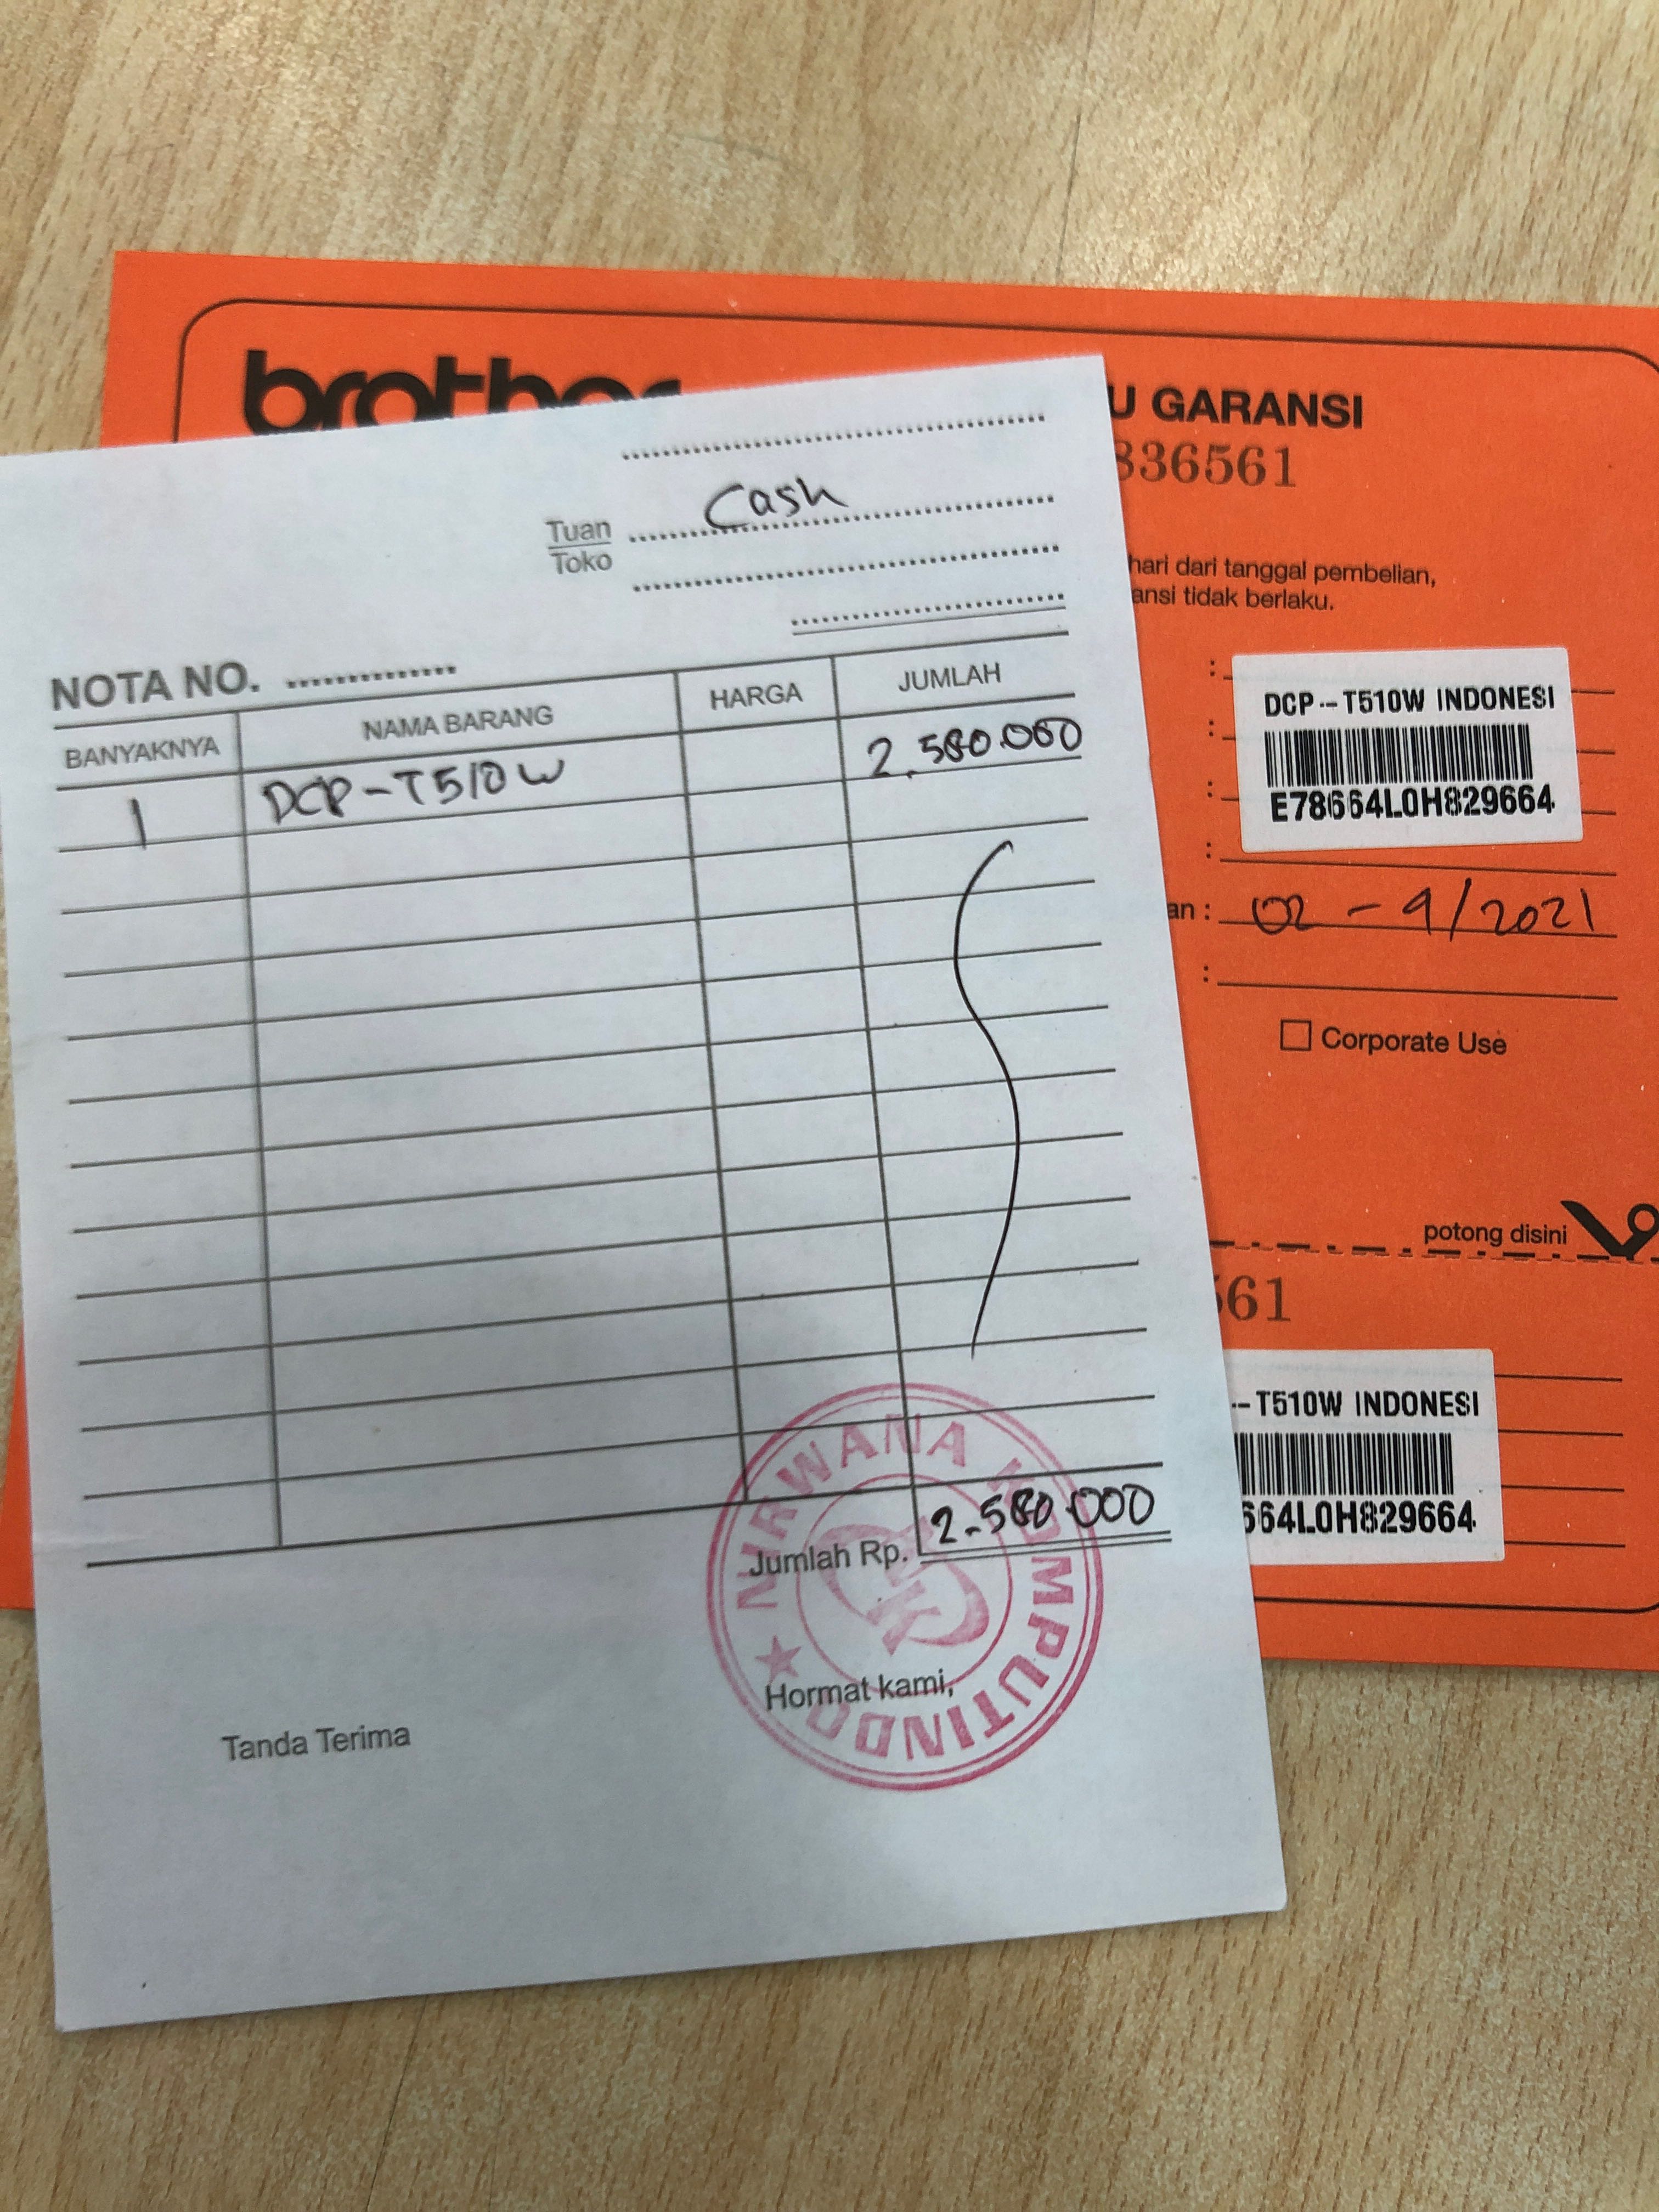 brother
U GARANSI
836561
hari dari tanggal pembelian,
ansi tidak berlaku.
:
DCP--T510W INDONESI
:
:
E78664L0H829664
:
an : 02 - 9/2021
:
Corporate Use
potong disini
561
--T510W INDONESI
664L0H829664
Cash
Tuan
Toko
NOTA NO. ..............
BANYAKNYA NAMA BARANG HARGA JUMLAH
1 DCP-T510W 2.580.000
Jumlah Rp. 2.580.000
NIRWANA KOMPUTINDO
NK
Tanda Terima
Hormat kami,